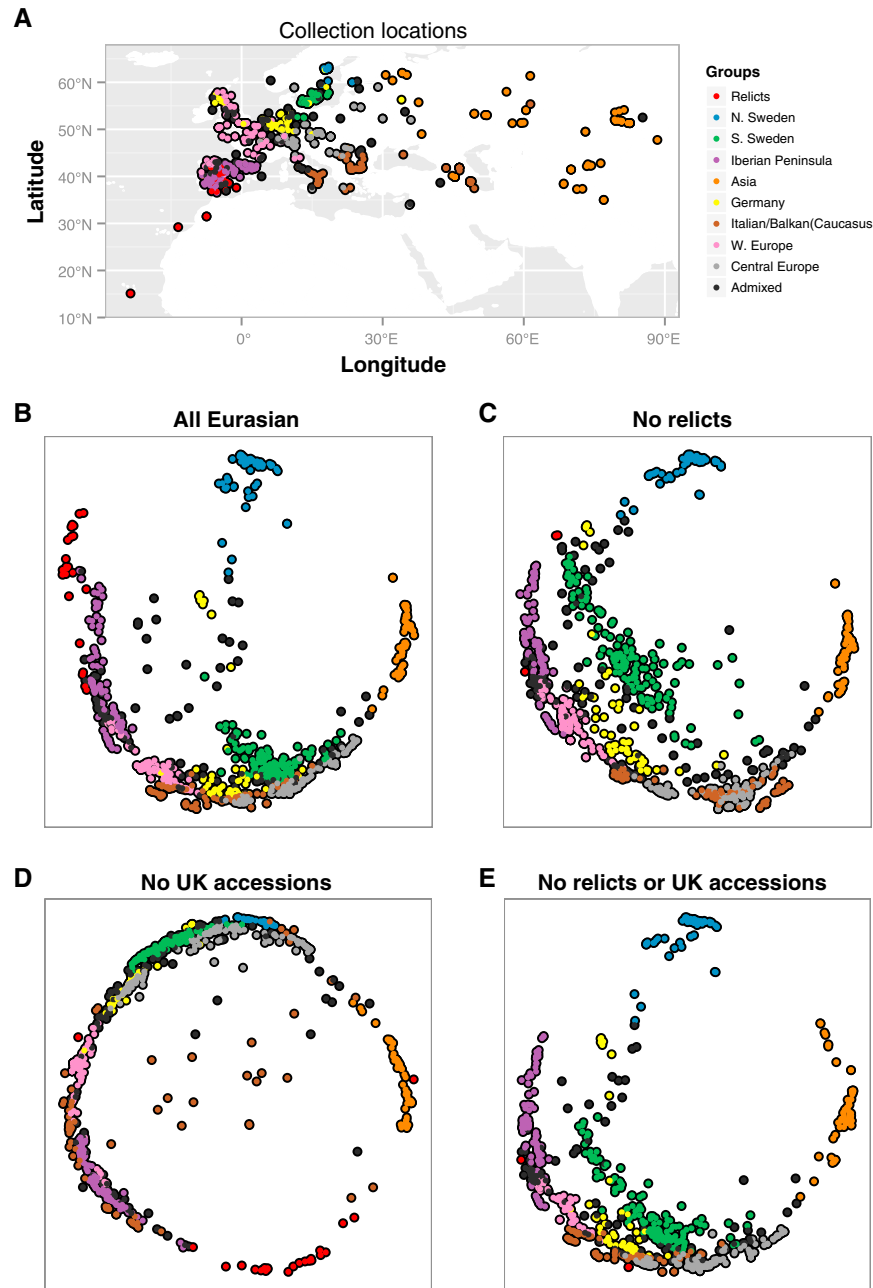 A
Collection locations
60°N
50°N
40°N
30°N
20°N
10°N
Latitude
0°
30°E
60°E
90°E
Longitude
Groups
Relicts
N. Sweden
S. Sweden
Iberian Peninsula
Asia
Germany
Italian/Balkan(Caucasus
W. Europe
Central Europe
Admixed
B
All Eurasian
C
No relicts
D
No UK accessions
E
No relicts or UK accessions